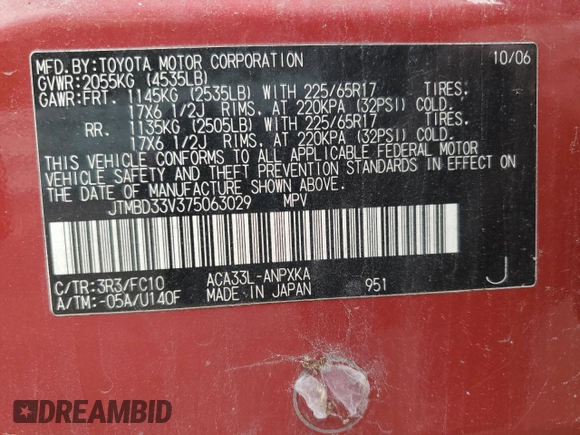 MFD.BY:TOYOTA MOTOR CORPORATION 10/06
GVWR:2055KG (4535LB)
GAWR:FRT. 1145KG (2535LB) WITH 225/65R17 TIRES,
17X6 1/2J RIMS, AT 220KPA (32PSI) COLD.
RR. 1135KG (2505LB) WITH 225/65R17 TIRES,
17X6 1/2J RIMS, AT 220KPA (32PSI) COLD.
THIS VEHICLE CONFORMS TO ALL APPLICABLE FEDERAL MOTOR
VEHICLE SAFETY AND THEFT PREVENTION STANDARDS IN EFFECT ON
THE DATE OF MANUFACTURE SHOWN ABOVE.
JTMBD33V375063029 MPV
C/TR:3R3/FC10 ACA33L-ANPXKA
A/TM:-05A/U140F MADE IN JAPAN 951 J
DREAMBID